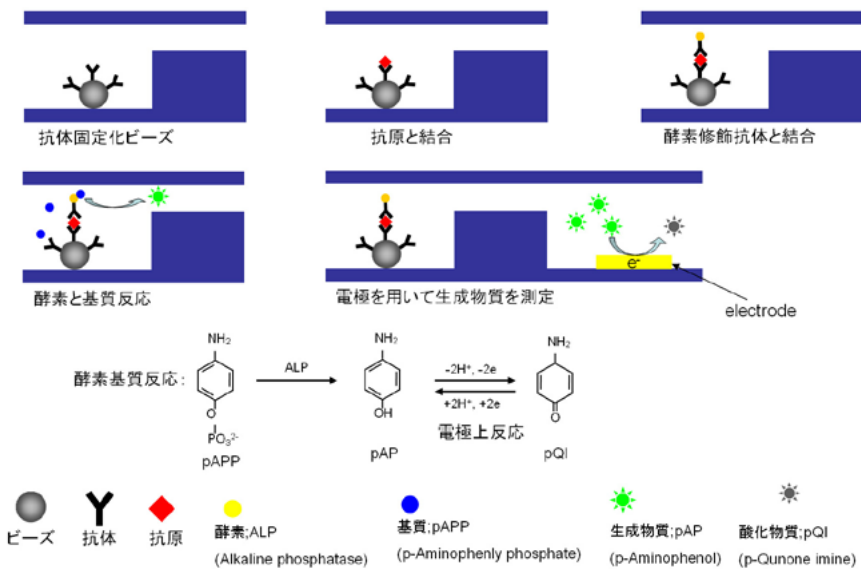 抗体固定化ビーズ
抗原と結合
酵素修飾抗体と結合
酵素と基質反応
e-
電極を用いて生成物質を測定
electrode
酵素基質反応:
NH₂
O
PO₃²⁻
pAPP
ALP
NH₂
OH
pAP
-2H⁺, -2e
+2H⁺, +2e
電極上反応
NH₂
O
pQI
ビーズ
抗体
抗原
酵素;ALP
(Alkaline phosphatase)
基質;pAPP
(p-Aminophenly phosphate)
生成物質;pAP
(p-Aminophenol)
酸化物質;pQI
(p-Qunone imine)